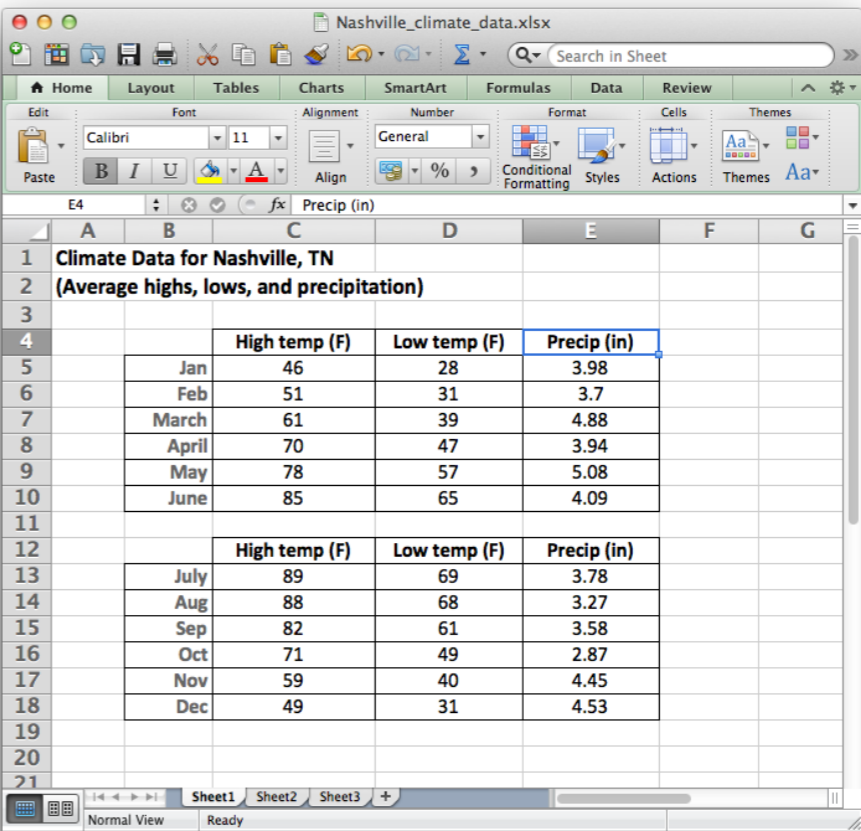 Nashville_climate_data.xlsx
Search in Sheet
Home Layout Tables Charts SmartArt Formulas Data Review
Edit Font Alignment Number Format Cells Themes
Calibri 11 General
B I U A % Aa
Paste Align Conditional Formatting Styles Actions Themes Aa
E4 fx Precip (in)
A B C D E F G
1 Climate Data for Nashville, TN
2 (Average highs, lows, and precipitation)
3
4 High temp (F) Low temp (F) Precip (in)
5 Jan 46 28 3.98
6 Feb 51 31 3.7
7 March 61 39 4.88
8 April 70 47 3.94
9 May 78 57 5.08
10 June 85 65 4.09
11
12 High temp (F) Low temp (F) Precip (in)
13 July 89 69 3.78
14 Aug 88 68 3.27
15 Sep 82 61 3.58
16 Oct 71 49 2.87
17 Nov 59 40 4.45
18 Dec 49 31 4.53
19
20
21
Sheet1 Sheet2 Sheet3 +
Normal View Ready